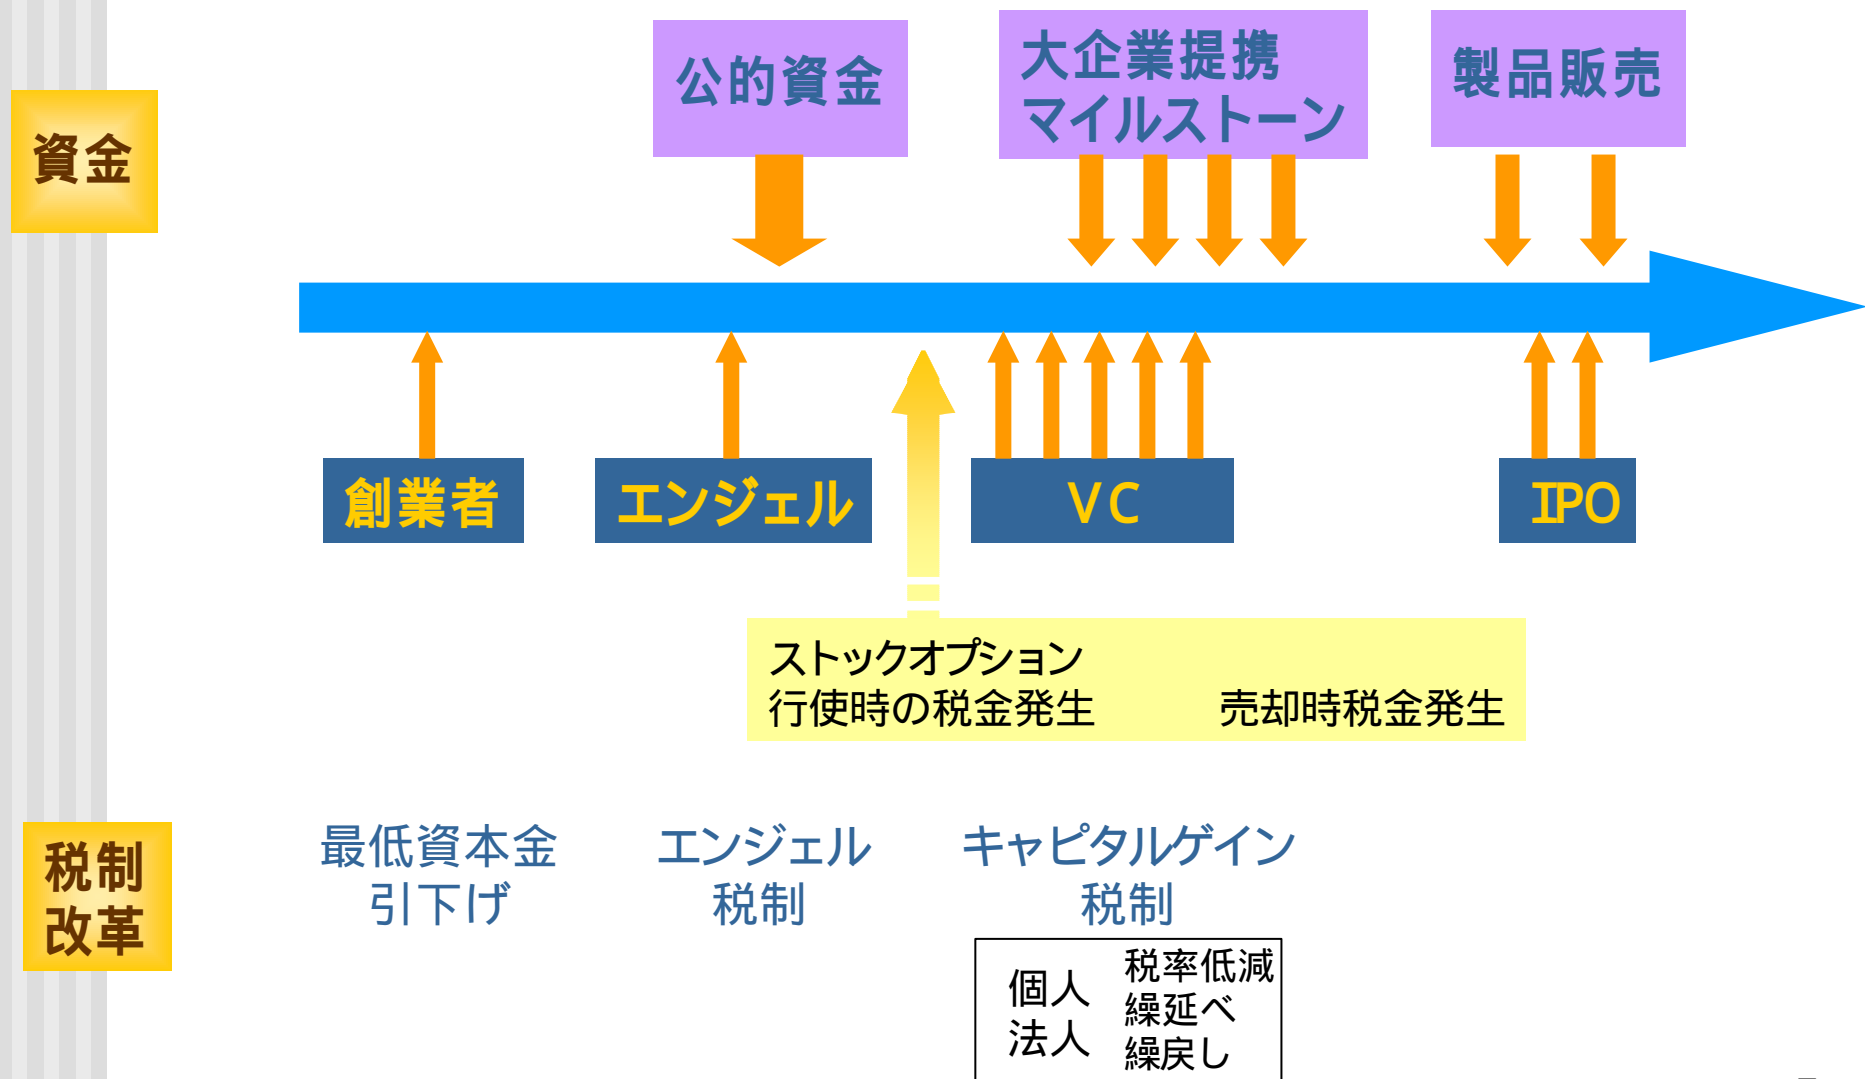 公的資金
大企業提携
マイルストーン
製品販売
資金
創業者
エンジェル
VC
IPO
ストックオプション
行使時の税金発生 売却時税金発生
税制
改革
最低資本金
引下げ
エンジェル
税制
キャピタルゲイン
税制
個人
法人
税率低減
繰延べ
繰戻し